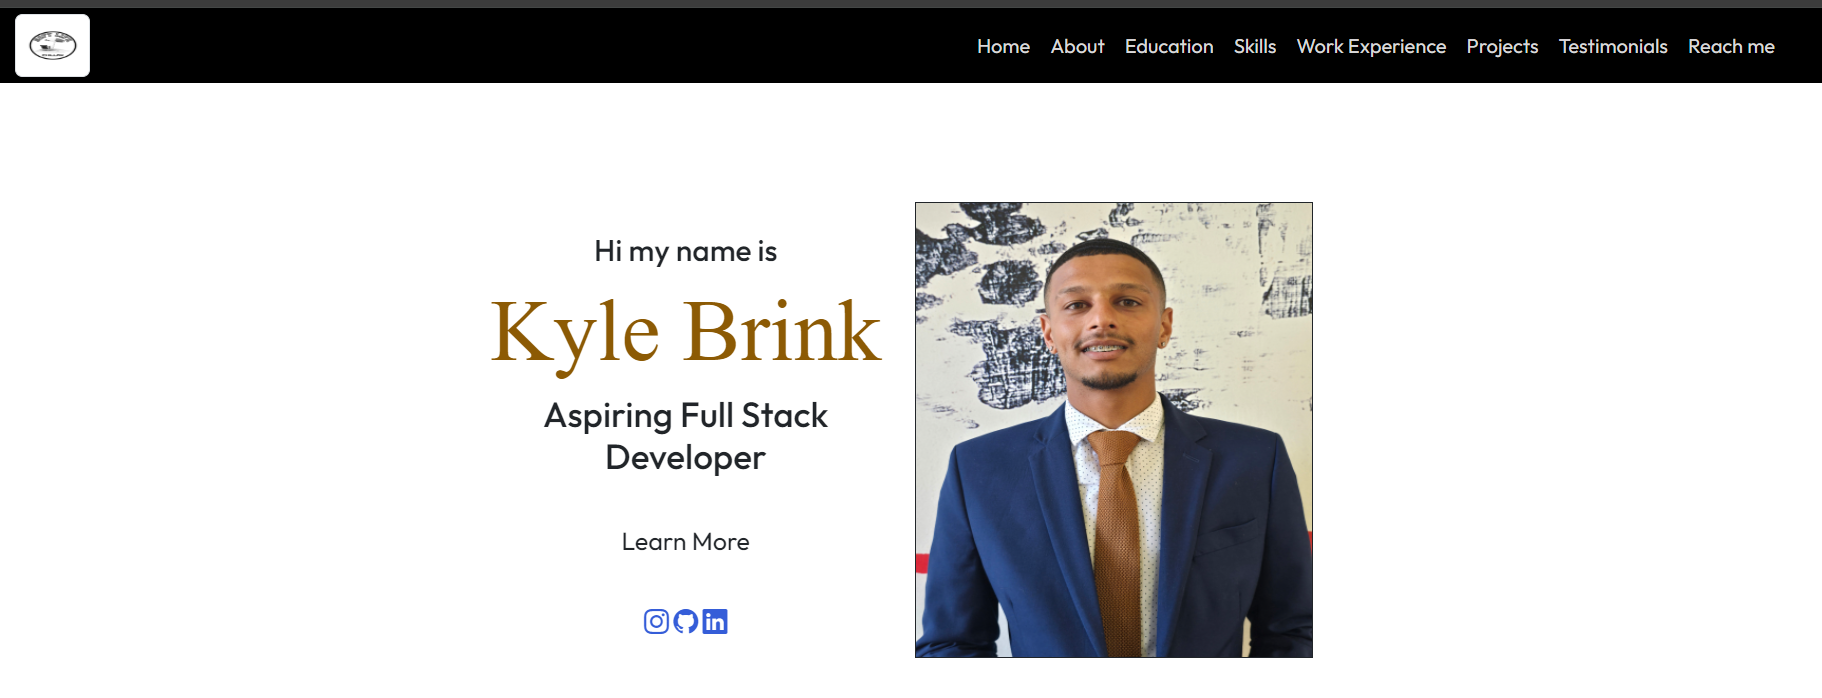 Home About Education Skills Work Experience Projects Testimonials Reach me
Hi my name is
Kyle Brink
Aspiring Full Stack
Developer
Learn More
in